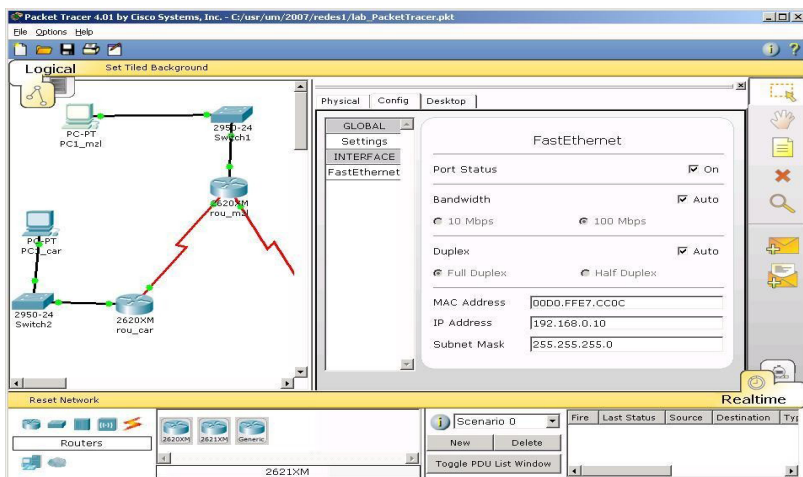 Packet Tracer 4.01 by Cisco Systems, Inc. - C:/usr/um/2007/redes1/lab_PacketTracer.pkt
File Options Help
Logical Set Tiled Background
PC-PT
PC1_mzl
2950-24
Switch1
2620XM
rou_mzl
PC-PT
2950-24
Switch2
2620XM
rou_car
Physical Config Desktop
GLOBAL
Settings
INTERFACE
FastEthernet
FastEthernet
Port Status On
Bandwidth Auto
10 Mbps 100 Mbps
Duplex Auto
Full Duplex Half Duplex
MAC Address 00D0.FFE7.CC0C
IP Address 192.168.0.10
Subnet Mask 255.255.255.0
Reset Network Realtime
Routers
2620XM 2621XM Generic
2621XM
Scenario 0
New Delete
Toggle PDU List Window
Fire Last Status Source Destination Typ